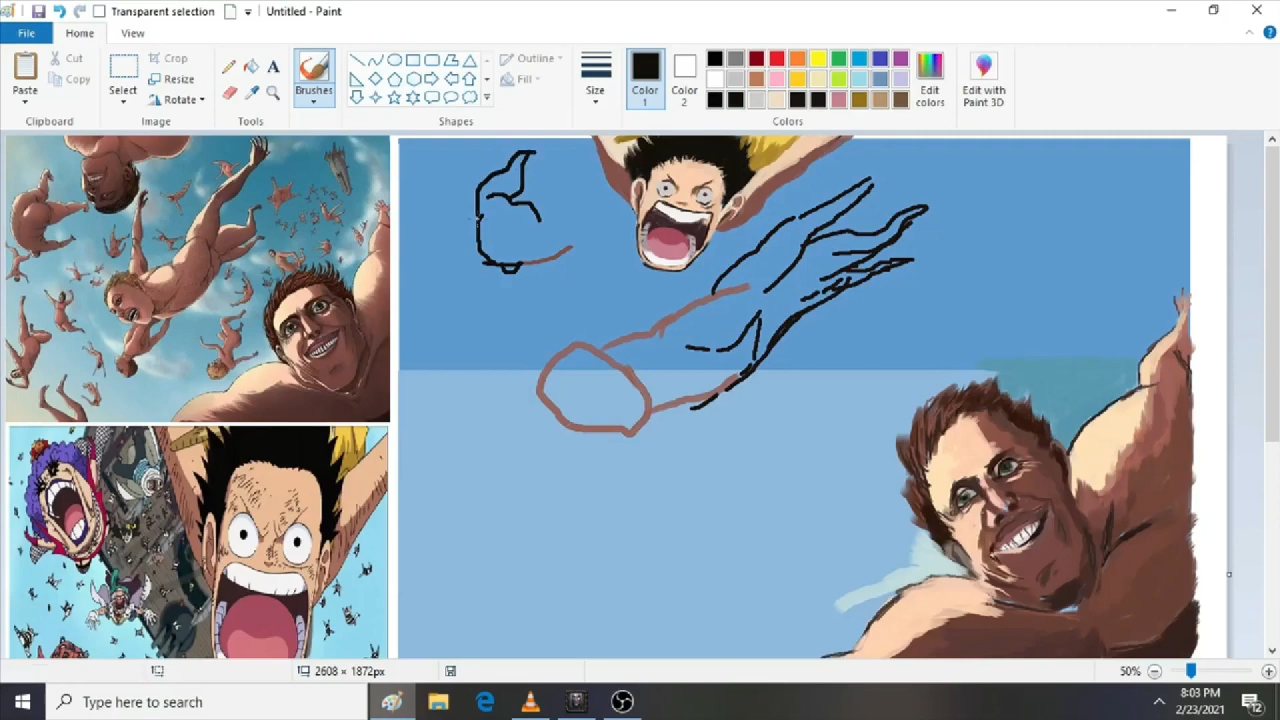 Transparent selection Untitled - Paint
File Home View
Paste Cut Copy Select Crop Resize Rotate A Brushes Outline Fill Size Color 1 Color 2 Edit colors Edit with Paint 3D
Clipboard Image Tools Shapes Colors
2608 × 1872px 50%
Type here to search 8:03 PM
2/23/2021 12